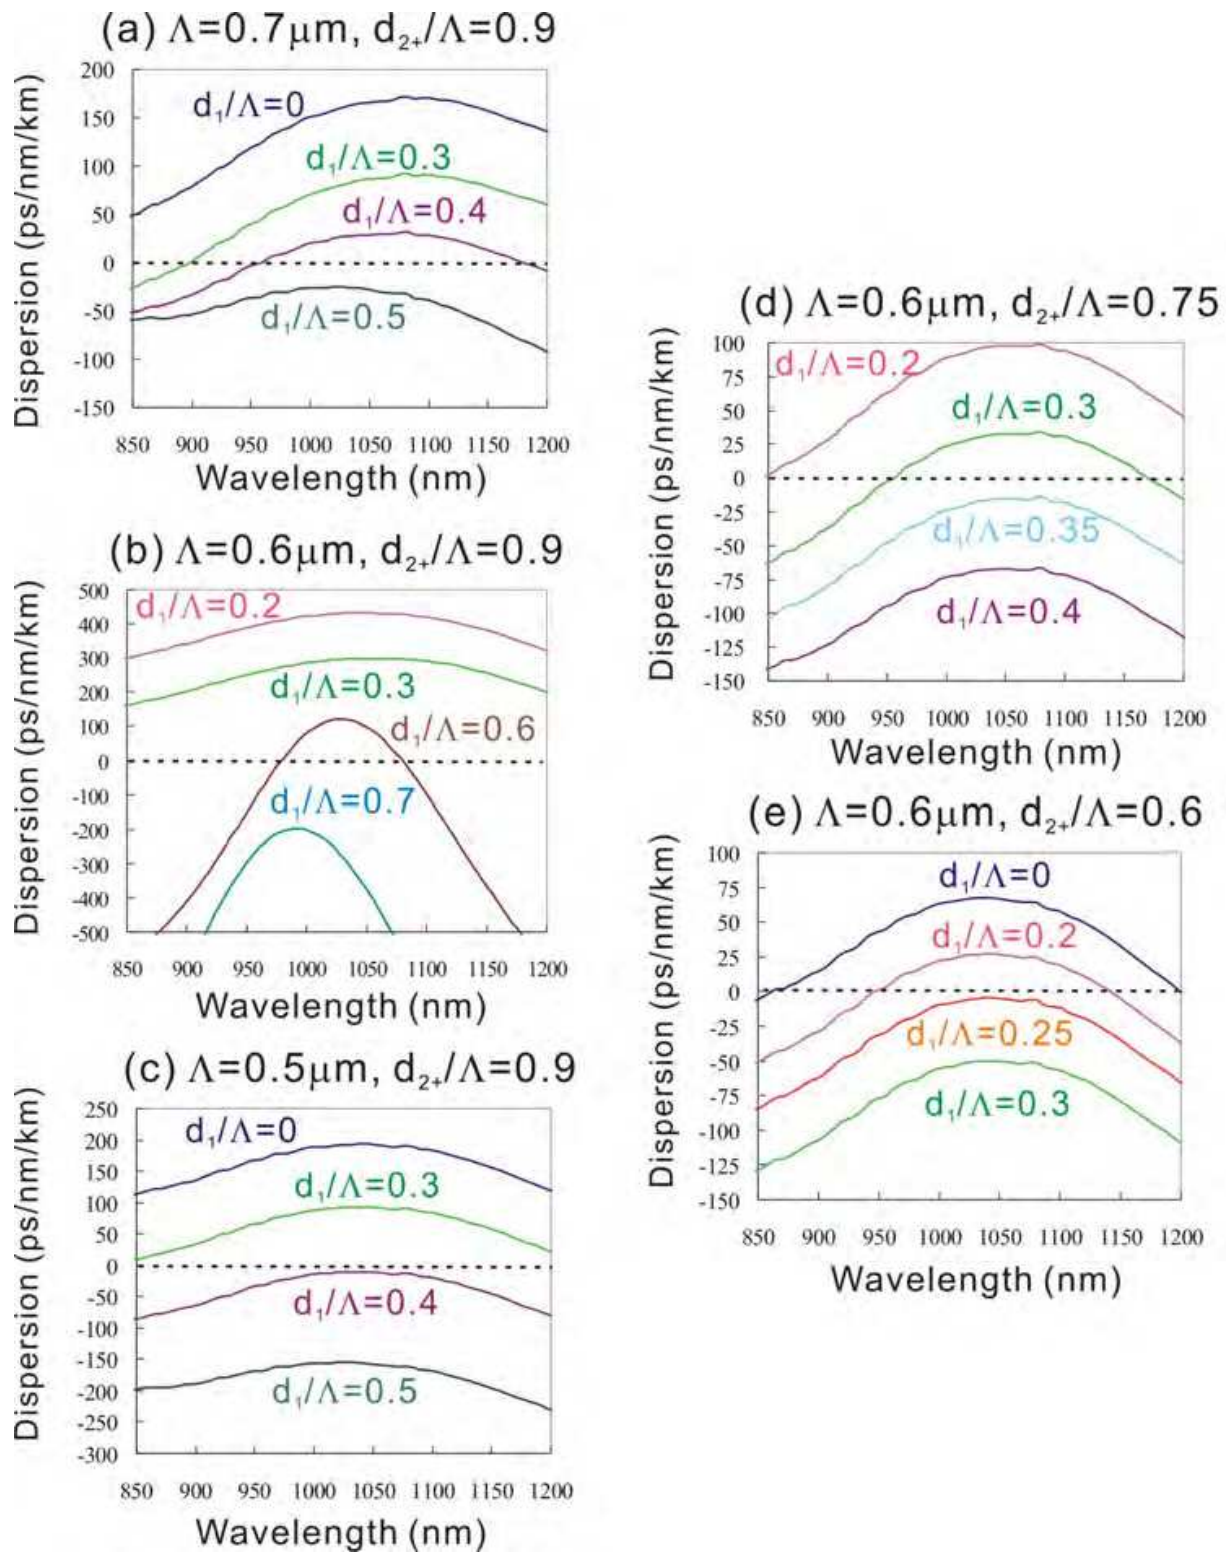 (a) Λ=0.7μm, d₂₊/Λ=0.9
Dispersion (ps/nm/km)
200
150
100
50
0
-50
-100
-150
d₁/Λ=0
d₁/Λ=0.3
d₁/Λ=0.4
d₁/Λ=0.5
850 900 950 1000 1050 1100 1150 1200
Wavelength (nm)
(b) Λ=0.6μm, d₂₊/Λ=0.9
Dispersion (ps/nm/km)
500
400
300
200
100
0
-100
-200
-300
-400
-500
d₁/Λ=0.2
d₁/Λ=0.3
d₁/Λ=0.6
d₁/Λ=0.7
850 900 950 1000 1050 1100 1150 1200
Wavelength (nm)
(c) Λ=0.5μm, d₂₊/Λ=0.9
Dispersion (ps/nm/km)
250
200
150
100
50
0
-50
-100
-150
-200
-250
-300
d₁/Λ=0
d₁/Λ=0.3
d₁/Λ=0.4
d₁/Λ=0.5
850 900 950 1000 1050 1100 1150 1200
Wavelength (nm)
(d) Λ=0.6μm, d₂₊/Λ=0.75
Dispersion (ps/nm/km)
100
75
50
25
0
-25
-50
-75
-100
-125
-150
d₁/Λ=0.2
d₁/Λ=0.3
d₁/Λ=0.35
d₁/Λ=0.4
850 900 950 1000 1050 1100 1150 1200
Wavelength (nm)
(e) Λ=0.6μm, d₂₊/Λ=0.6
Dispersion (ps/nm/km)
100
75
50
25
0
-25
-50
-75
-100
-125
-150
d₁/Λ=0
d₁/Λ=0.2
d₁/Λ=0.25
d₁/Λ=0.3
850 900 950 1000 1050 1100 1150 1200
Wavelength (nm)